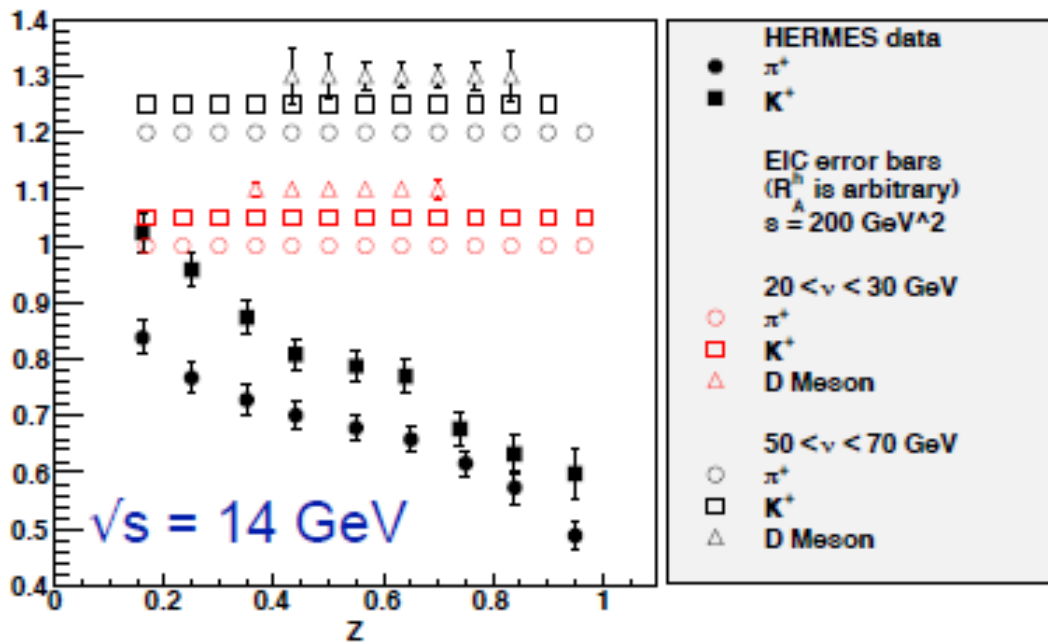 1.4
1.3
1.2
1.1
1
0.9
0.8
0.7
0.6
0.5
0.4
0 0.2 0.4 0.6 0.8 1
z
√s = 14 GeV
HERMES data
π⁺
K⁺
EIC error bars
(Rᴬʰ is arbitrary)
s = 200 GeV^2
20 < ν < 30 GeV
π⁺
K⁺
D Meson
50 < ν < 70 GeV
π⁺
K⁺
D Meson